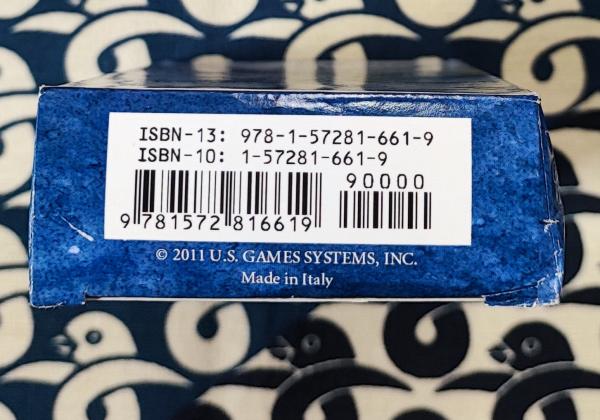 ISBN-13: 978-1-57281-661-9
ISBN-10: 1-57281-661-9
90000
9 781572 816619
© 2011 U.S. GAMES SYSTEMS, INC.
Made in Italy